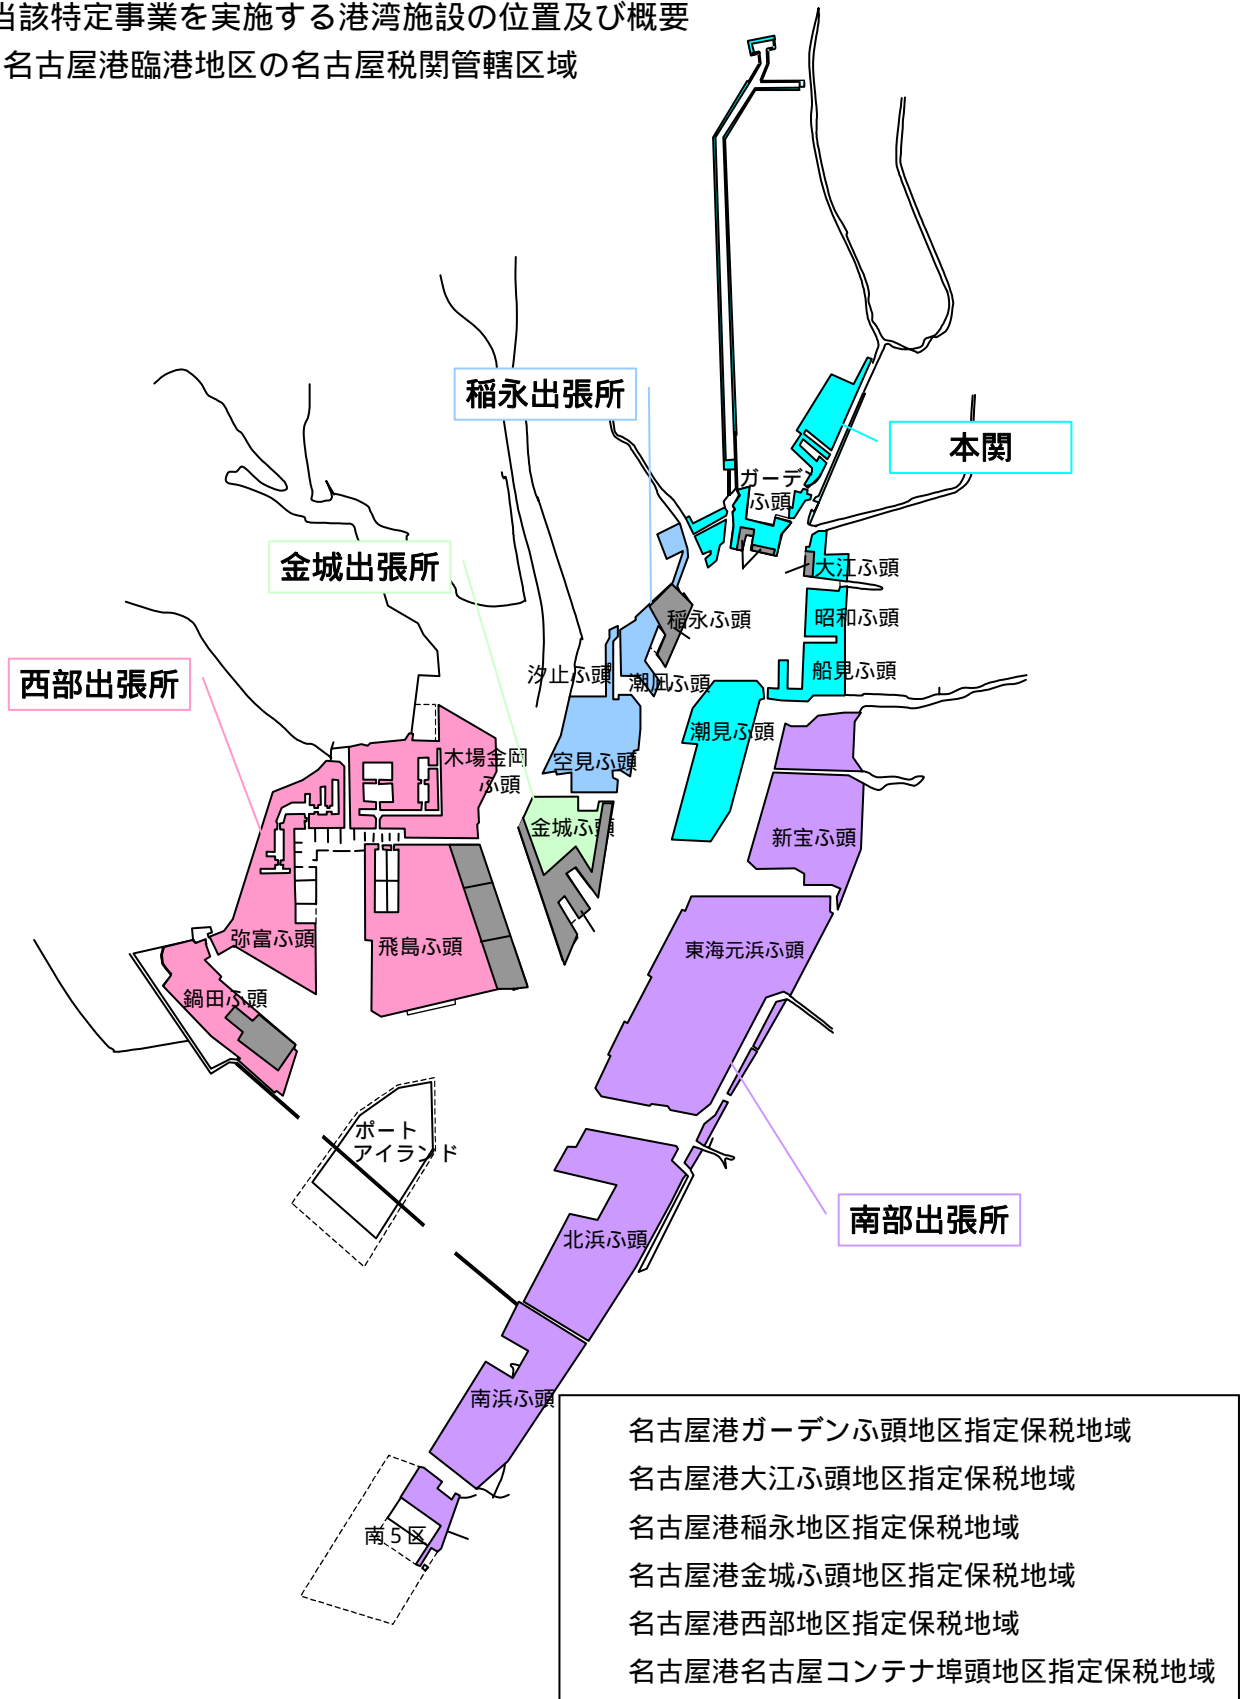 当該特定事業を実施する港湾施設の位置及び概要
名古屋港臨港地区の名古屋税関管轄区域
稲永出張所
本関
ガーデン
ふ頭
金城出張所
大江ふ頭
稲永ふ頭
昭和ふ頭
西部出張所
汐止ふ頭
潮凪ふ頭
船見ふ頭
潮見ふ頭
木場金岡
ふ頭
空見ふ頭
金城ふ頭
新宝ふ頭
弥富ふ頭
飛島ふ頭
東海元浜ふ頭
鍋田ふ頭
ポート
アイランド
南部出張所
北浜ふ頭
南浜ふ頭
南5区
名古屋港ガーデンふ頭地区指定保税地域
名古屋港大江ふ頭地区指定保税地域
名古屋港稲永地区指定保税地域
名古屋港金城ふ頭地区指定保税地域
名古屋港西部地区指定保税地域
名古屋港名古屋コンテナ埠頭地区指定保税地域